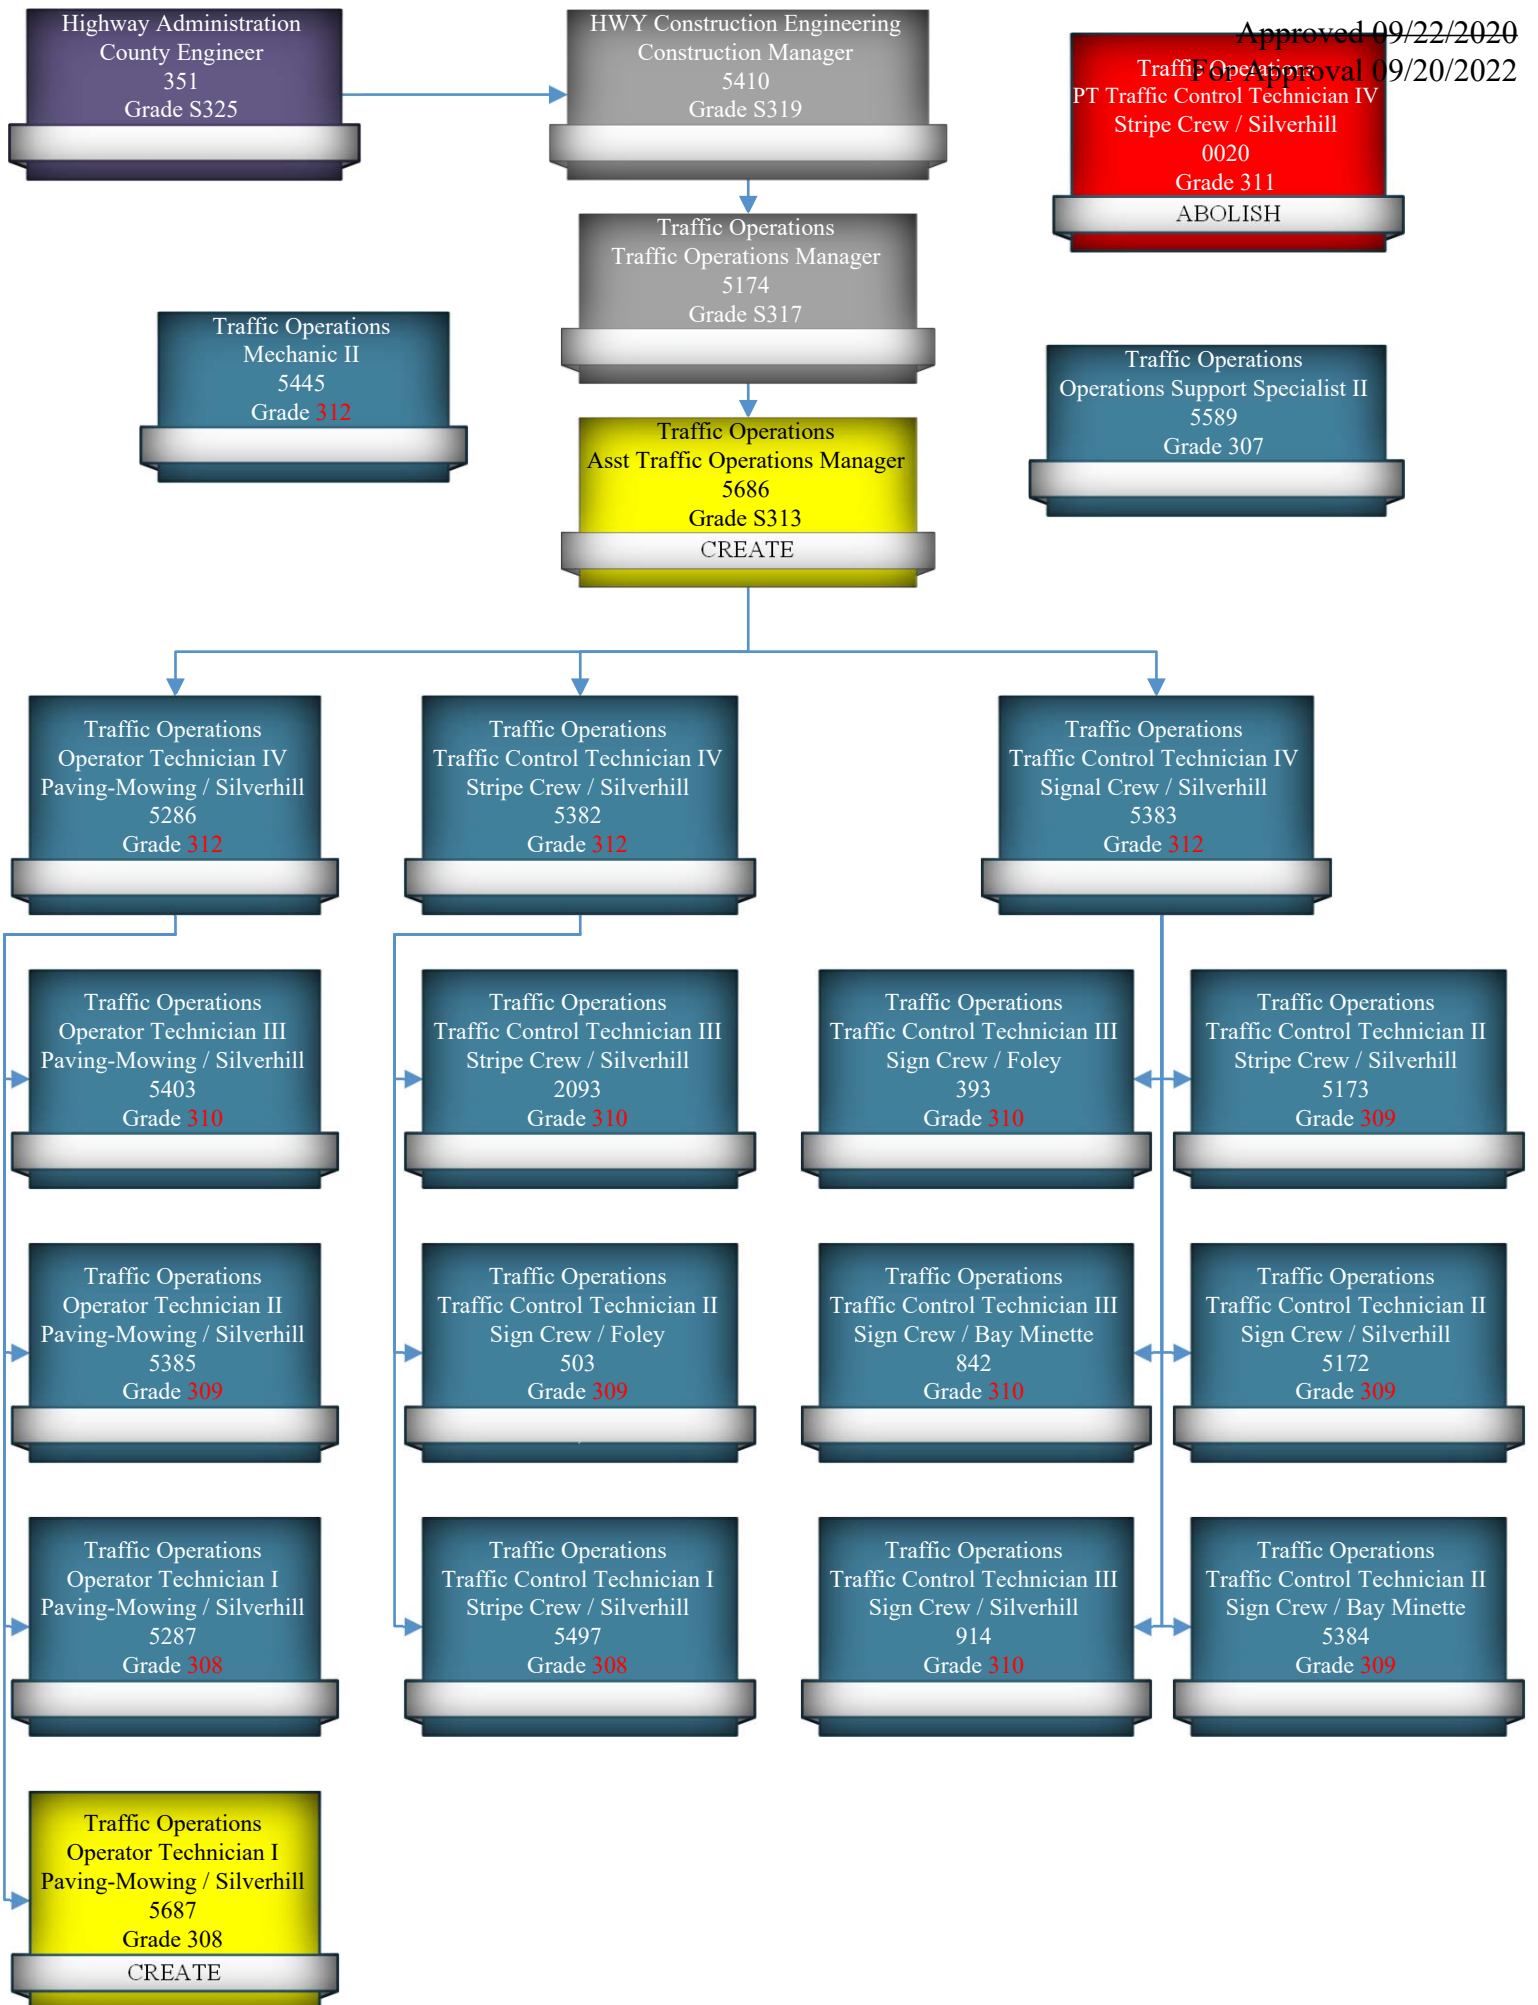 Highway Administration
County Engineer
351
Grade S325
HWY Construction Engineering
Construction Manager
5410
Grade S319
Approved 09/22/2020
For Approval 09/20/2022
Traffic Operations
PT Traffic Control Technician IV
Stripe Crew / Silverhill
0020
Grade 311
ABOLISH
Traffic Operations
Traffic Operations Manager
5174
Grade S317
Traffic Operations
Mechanic II
5445
Grade 312
Traffic Operations
Operations Support Specialist II
5589
Grade 307
Traffic Operations
Asst Traffic Operations Manager
5686
Grade S313
CREATE
Traffic Operations
Operator Technician IV
Paving-Mowing / Silverhill
5286
Grade 312
Traffic Operations
Traffic Control Technician IV
Stripe Crew / Silverhill
5382
Grade 312
Traffic Operations
Traffic Control Technician IV
Signal Crew / Silverhill
5383
Grade 312
Traffic Operations
Operator Technician III
Paving-Mowing / Silverhill
5403
Grade 310
Traffic Operations
Traffic Control Technician III
Stripe Crew / Silverhill
2093
Grade 310
Traffic Operations
Traffic Control Technician III
Sign Crew / Foley
393
Grade 310
Traffic Operations
Traffic Control Technician II
Stripe Crew / Silverhill
5173
Grade 309
Traffic Operations
Operator Technician II
Paving-Mowing / Silverhill
5385
Grade 309
Traffic Operations
Traffic Control Technician II
Sign Crew / Foley
503
Grade 309
Traffic Operations
Traffic Control Technician III
Sign Crew / Bay Minette
842
Grade 310
Traffic Operations
Traffic Control Technician II
Sign Crew / Silverhill
5172
Grade 309
Traffic Operations
Operator Technician I
Paving-Mowing / Silverhill
5287
Grade 308
Traffic Operations
Traffic Control Technician I
Stripe Crew / Silverhill
5497
Grade 308
Traffic Operations
Traffic Control Technician III
Sign Crew / Silverhill
914
Grade 310
Traffic Operations
Traffic Control Technician II
Sign Crew / Bay Minette
5384
Grade 309
Traffic Operations
Operator Technician I
Paving-Mowing / Silverhill
5687
Grade 308
CREATE